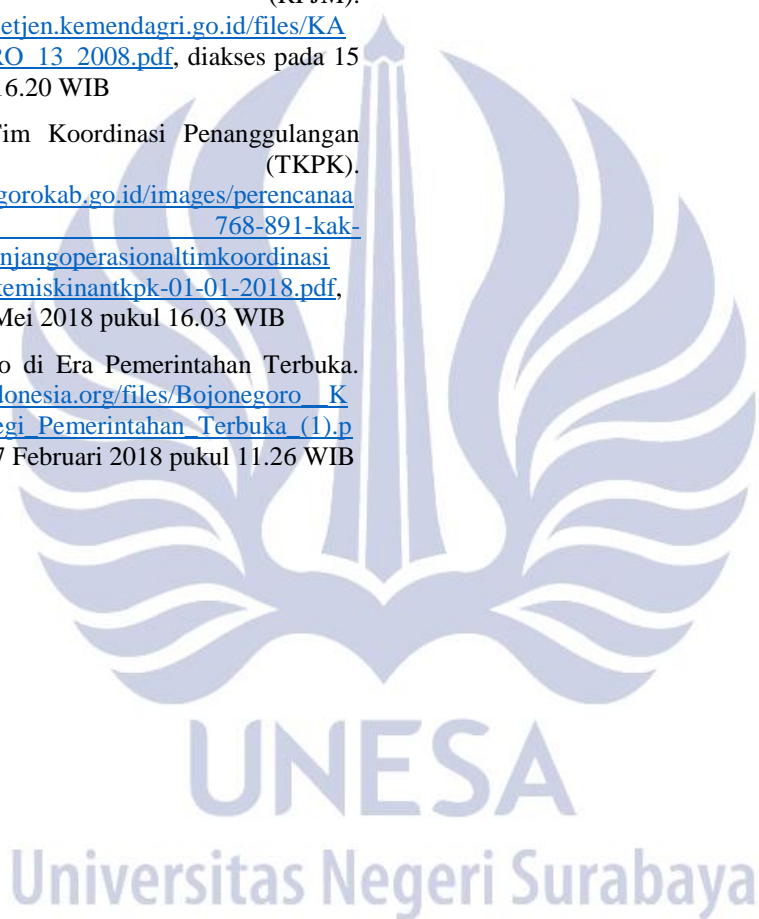 (RPJM).
etjen.kemendagri.go.id/files/KA
RO_13_2008.pdf, diakses pada 15
16.20 WIB
Tim Koordinasi Penanggulangan
(TKPK).
gorokab.go.id/images/perencanaa
768-891-kak-
njangoperasionaltimkoordinasi
kemiskinantkpk-01-01-2018.pdf,
Mei 2018 pukul 16.03 WIB
o di Era Pemerintahan Terbuka.
donesia.org/files/Bojonegoro__K
egi_Pemerintahan_Terbuka_(1).p
7 Februari 2018 pukul 11.26 WIB
UNESA
Universitas Negeri Surabaya